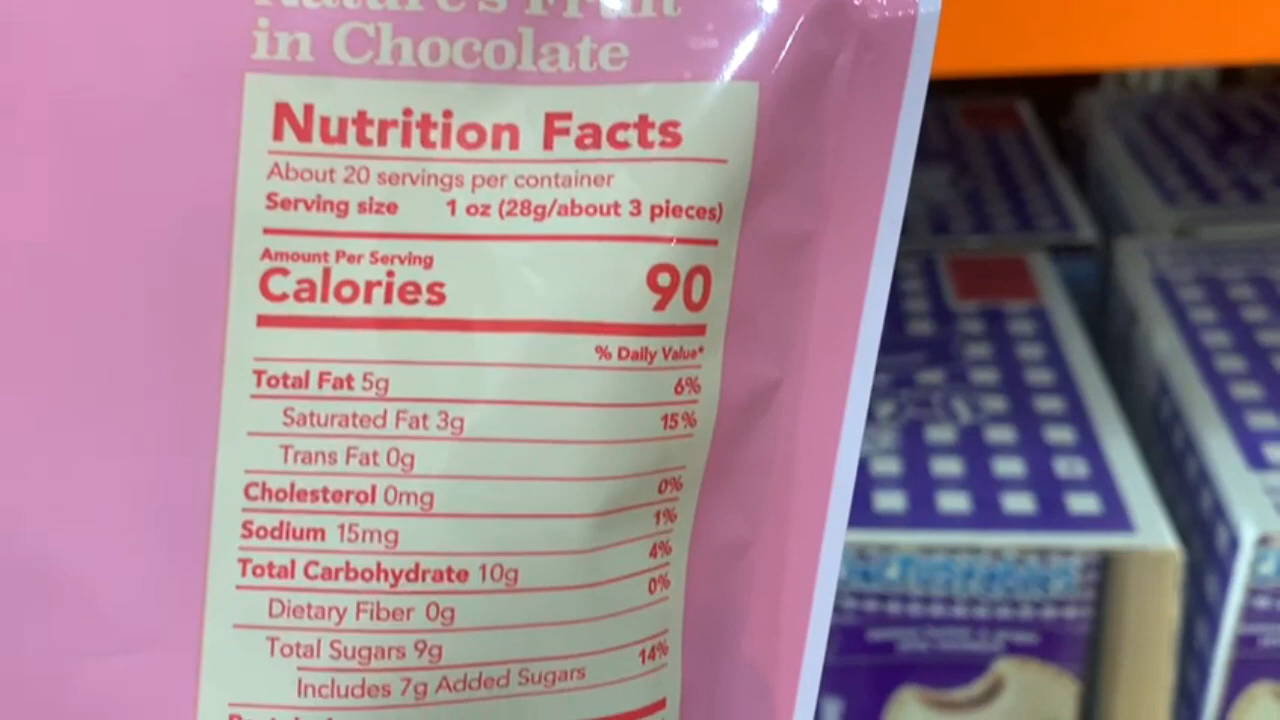 Nature's Fruit
in Chocolate
Nutrition Facts
About 20 servings per container
Serving size 1 oz (28g/about 3 pieces)
Amount Per Serving
Calories 90
% Daily Value*
Total Fat 5g 6%
Saturated Fat 3g 15%
Trans Fat 0g
Cholesterol 0mg 0%
Sodium 15mg 1%
Total Carbohydrate 10g 4%
Dietary Fiber 0g 0%
Total Sugars 9g
Includes 7g Added Sugars 14%